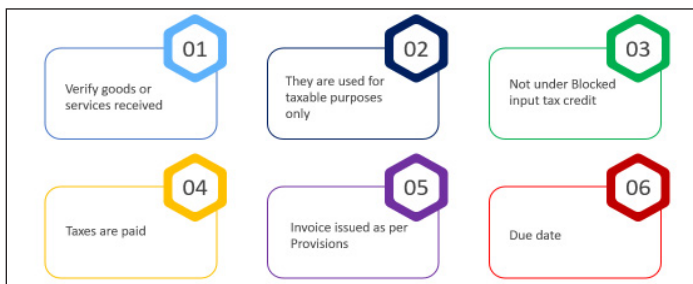 01
Verify goods or
services received
02
They are used for
taxable purposes
only
03
Not under Blocked
input tax credit
04
Taxes are paid
05
Invoice issued as per
Provisions
06
Due date